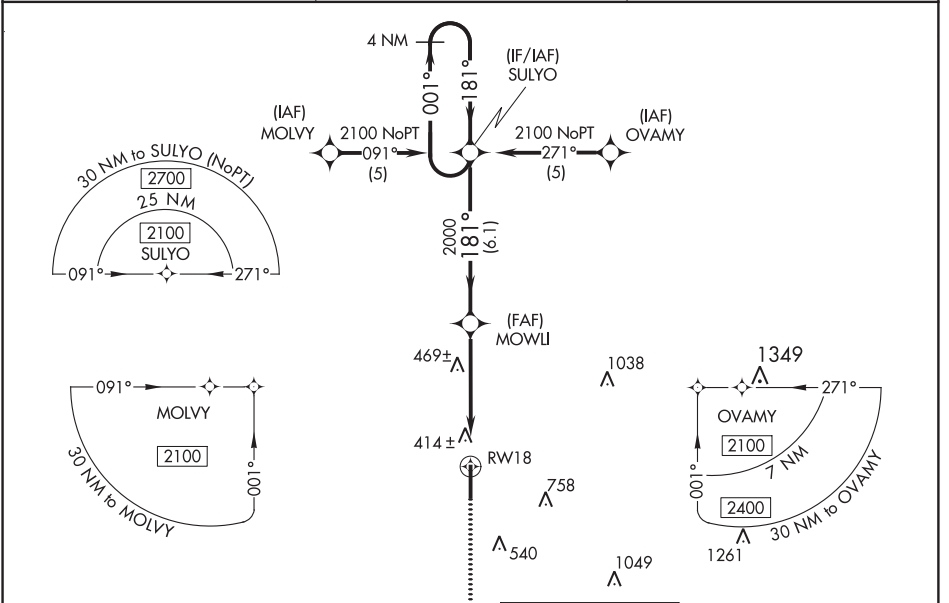 4 NM
001°
181°
(IF/IAF)
SULYO
(IAF)
MOLVY
2100 NoPT
091°
(5)
2100 NoPT
271°
(5)
(IAF)
OVAMY
30 NM to SULYO (NoPT)
2700
25 NM
2100
SULYO
091°
271°
2000
181°
(6.1)
(FAF)
MOWLI
469±
1038
1349
091°
MOLVY
2100
001°
30 NM to MOLVY
414±
RW18
758
540
1049
271°
OVAMY
2100
7 NM
001°
2400
30 NM to OVAMY
1261